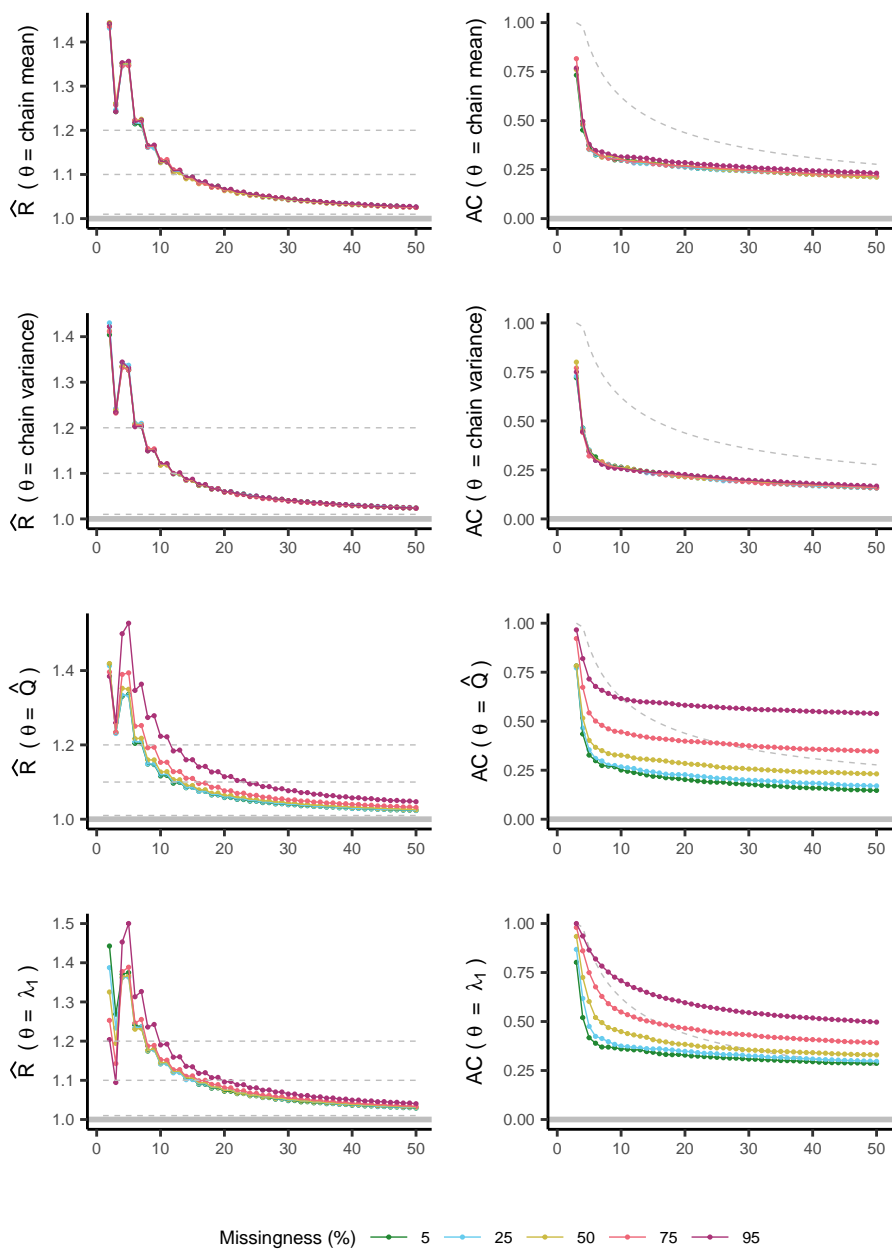 R̂ ( θ = chain mean)
1.4
1.3
1.2
1.1
1.0
0 10 20 30 40 50
AC ( θ = chain mean)
1.00
0.75
0.50
0.25
0.00
0 10 20 30 40 50
R̂ ( θ = chain variance)
1.4
1.3
1.2
1.1
1.0
0 10 20 30 40 50
AC ( θ = chain variance)
1.00
0.75
0.50
0.25
0.00
0 10 20 30 40 50
R̂ ( θ = Q̂ )
1.4
1.2
1.0
0 10 20 30 40 50
AC ( θ = Q̂ )
1.00
0.75
0.50
0.25
0.00
0 10 20 30 40 50
R̂ ( θ = λ₁ )
1.5
1.4
1.3
1.2
1.1
1.0
0 10 20 30 40 50
AC ( θ = λ₁ )
1.00
0.75
0.50
0.25
0.00
0 10 20 30 40 50
Missingness (%) 5 25 50 75 95